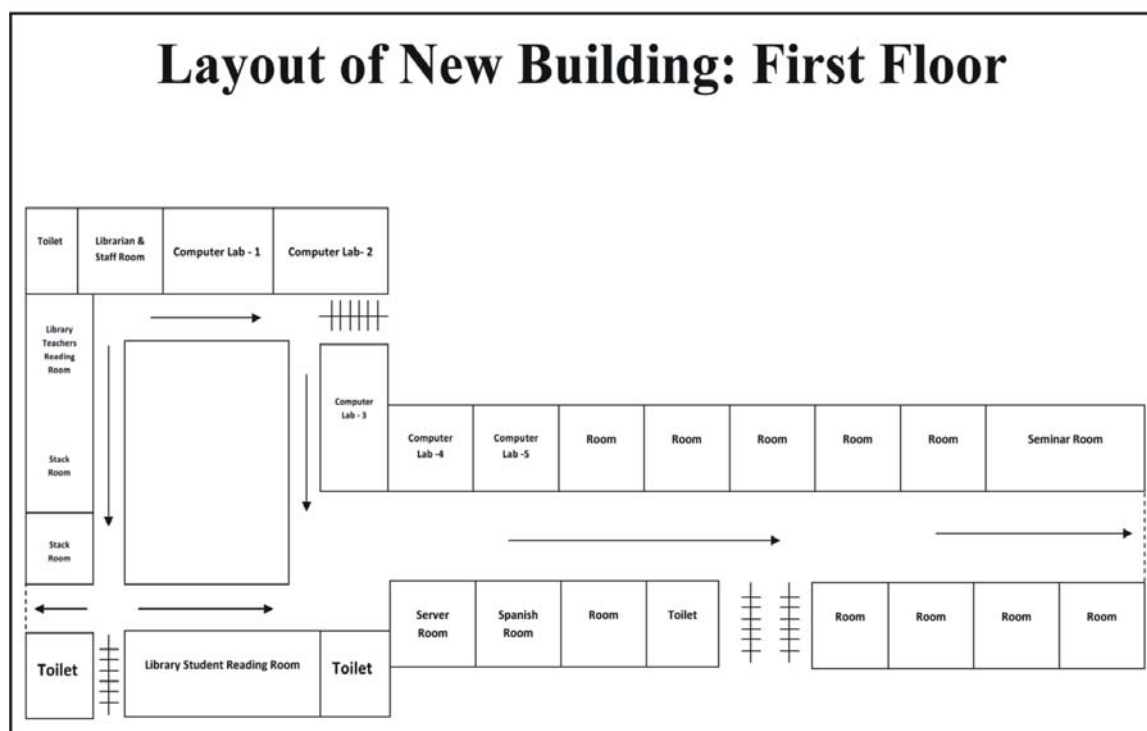 Layout of New Building: First Floor
Toilet
Librarian &
Staff Room
Computer Lab - 1
Computer Lab- 2
Library
Teachers
Reading
Room
Stack
Room
Stack
Room
Computer
Lab - 3
Computer
Lab -4
Computer
Lab -5
Room
Room
Room
Room
Room
Seminar Room
Server
Room
Spanish
Room
Room
Toilet
Room
Room
Room
Room
Toilet
Library Student Reading Room
Toilet